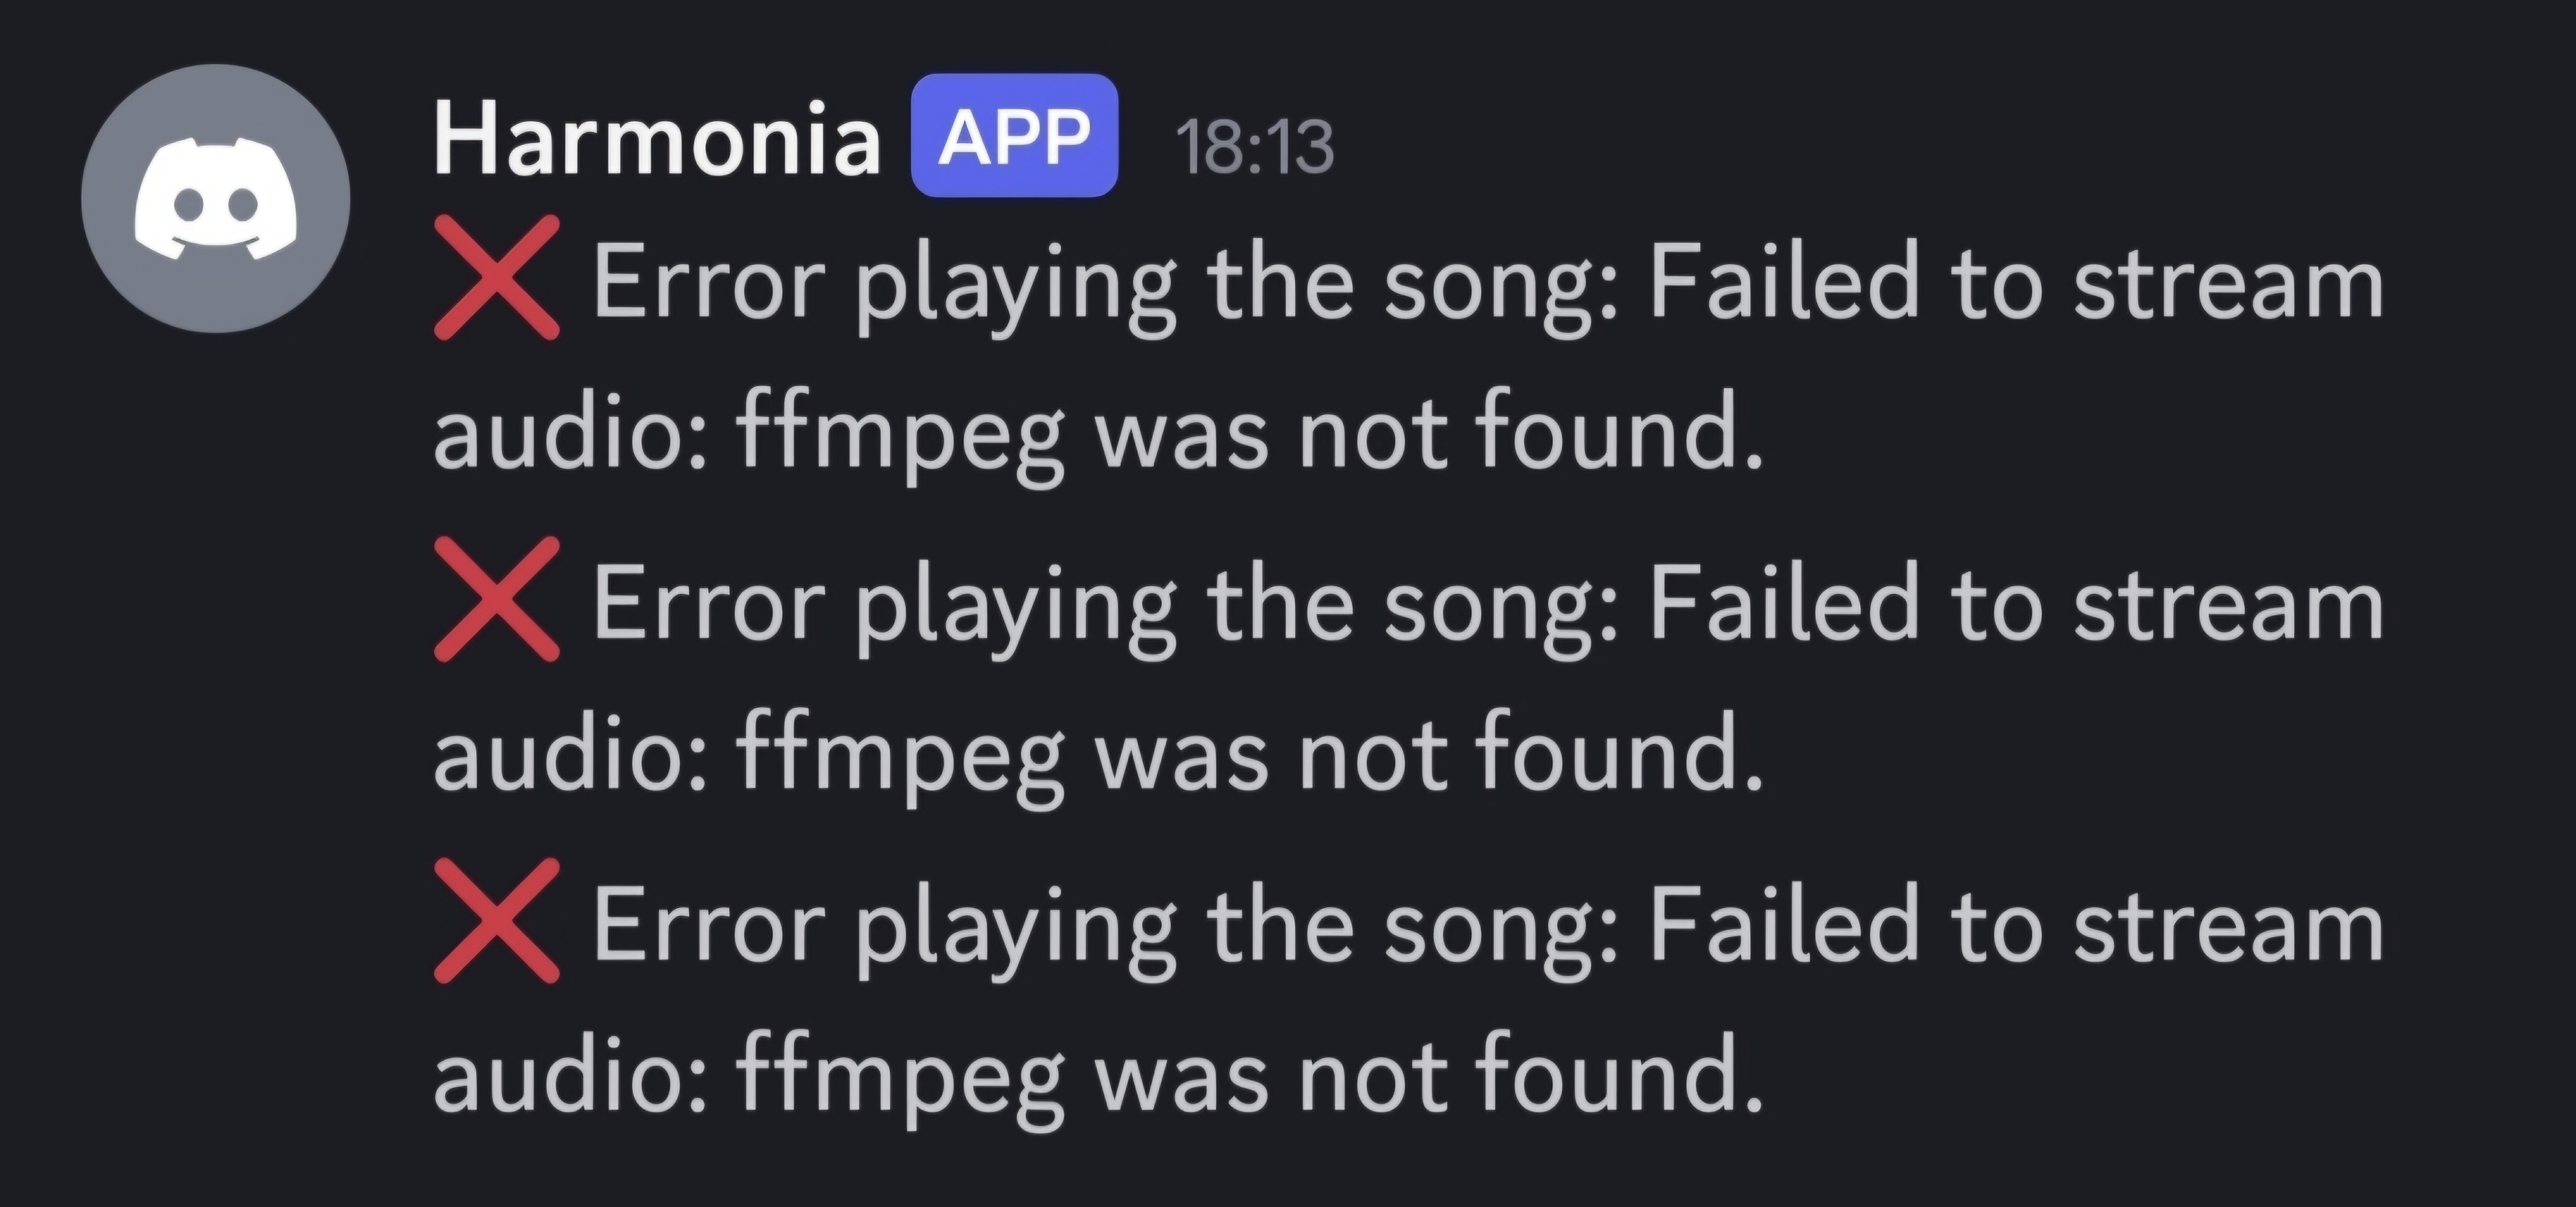 Harmonia APP 18:13
❌ Error playing the song: Failed to stream
audio: ffmpeg was not found.
❌ Error playing the song: Failed to stream
audio: ffmpeg was not found.
❌ Error playing the song: Failed to stream
audio: ffmpeg was not found.